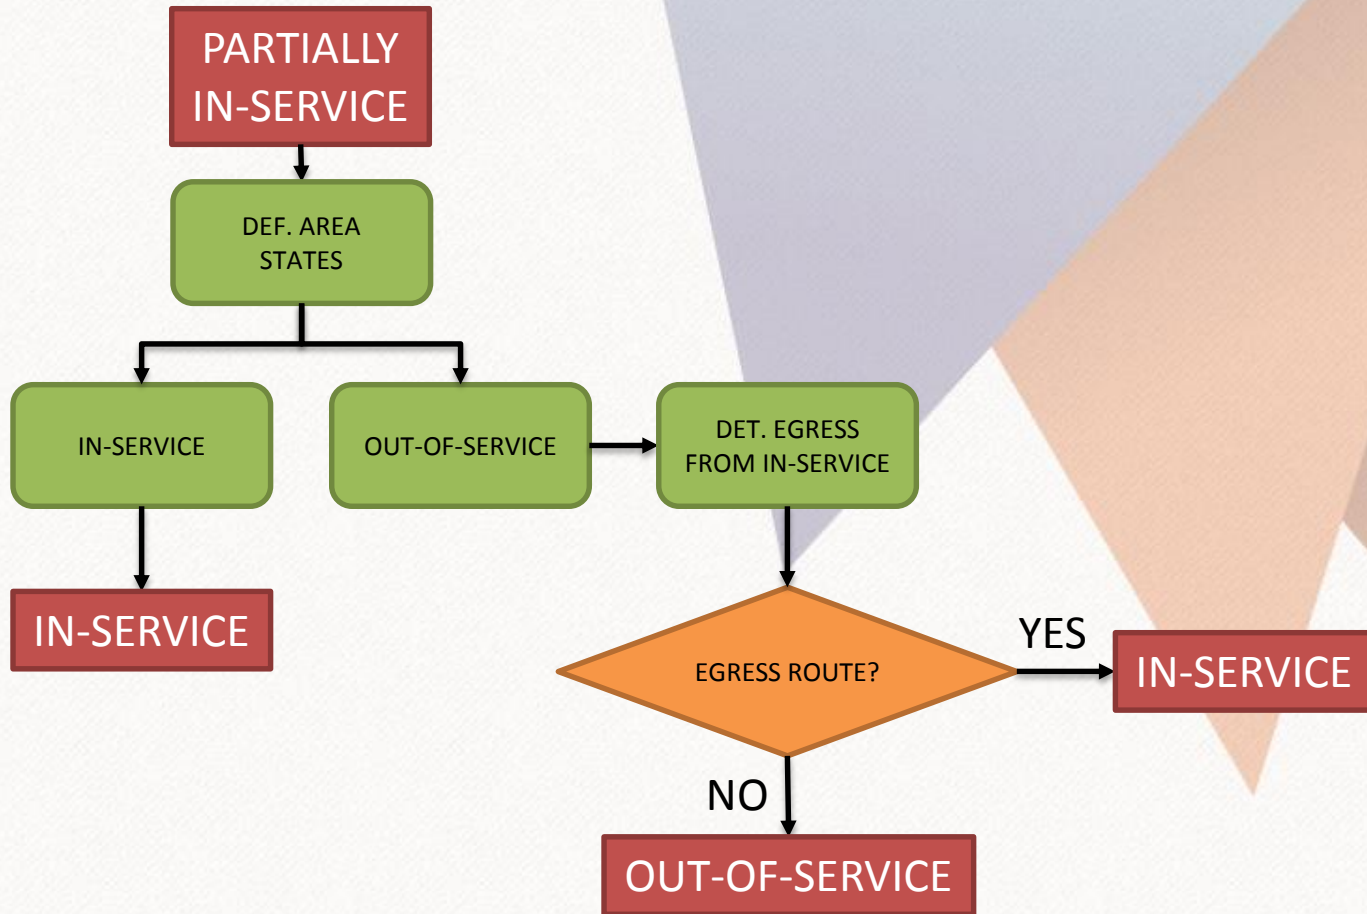 PARTIALLY
IN-SERVICE
DEF. AREA
STATES
IN-SERVICE
OUT-OF-SERVICE
DET. EGRESS
FROM IN-SERVICE
IN-SERVICE
EGRESS ROUTE?
YES
IN-SERVICE
NO
OUT-OF-SERVICE